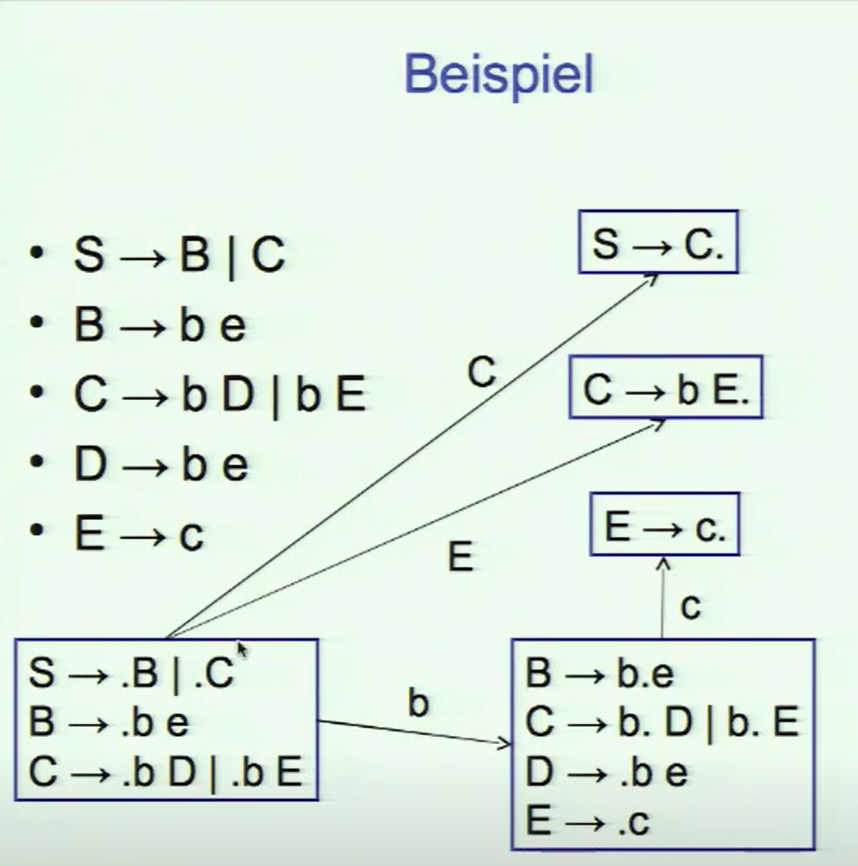 Beispiel
• S → B | C
• B → b e
• C → b D | b E
• D → b e
• E → c
S → C.
C
C → b E.
E
E → c.
c
S → .B | .C
B → .b e
C → .b D | .b E
b
B → b.e
C → b. D | b. E
D → .b e
E → .c